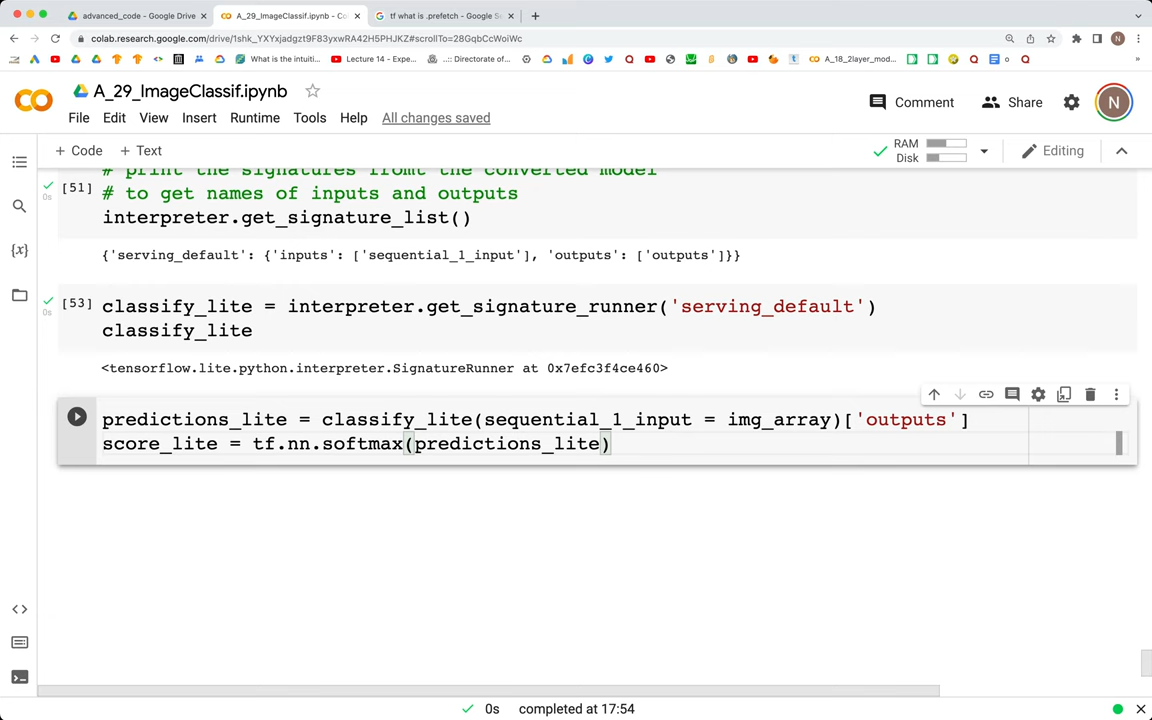 advanced_code - Google Drive
A_29_ImageClassif.ipynb - Co
tf what is .prefetch - Google Se
colab.research.google.com/drive/1shk_YXYxjadgzt9F83yxwRA42H5PHJKZ#scrollTo=28GqbCcWoiWc
What is the intuiti...
Lecture 14 - Expe...
..:: Directorate of...
A_18_2layer_mod...
A_29_ImageClassif.ipynb
Comment
Share
N
File Edit View Insert Runtime Tools Help All changes saved
+ Code + Text
RAM
Disk
Editing
# print the signatures fromt the converted model
[51] # to get names of inputs and outputs
0s
interpreter.get_signature_list()
{'serving_default': {'inputs': ['sequential_1_input'], 'outputs': ['outputs']}}
[53] classify_lite = interpreter.get_signature_runner('serving_default')
0s
classify_lite
<tensorflow.lite.python.interpreter.SignatureRunner at 0x7efc3f4ce460>
predictions_lite = classify_lite(sequential_1_input = img_array)['outputs']
score_lite = tf.nn.softmax(predictions_lite)
0s completed at 17:54